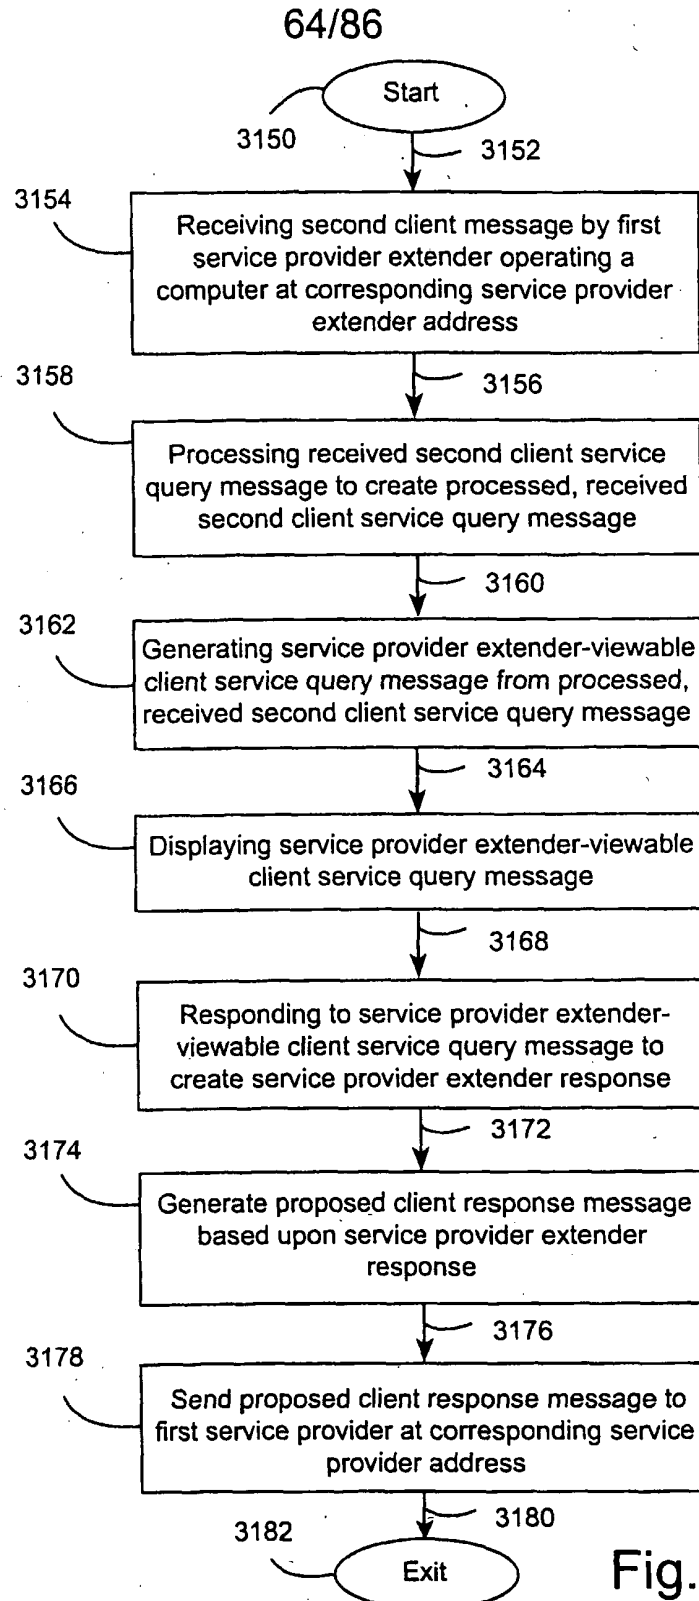 64/86
Start
3150
3152
3154
Receiving second client message by first
service provider extender operating a
computer at corresponding service provider
extender address
3156
3158
Processing received second client service
query message to create processed, received
second client service query message
3160
3162
Generating service provider extender-viewable
client service query message from processed,
received second client service query message
3164
3166
Displaying service provider extender-viewable
client service query message
3168
3170
Responding to service provider extender-
viewable client service query message to
create service provider extender response
3172
3174
Generate proposed client response message
based upon service provider extender
response
3176
3178
Send proposed client response message to
first service provider at corresponding service
provider address
3180
3182
Exit
Fig.